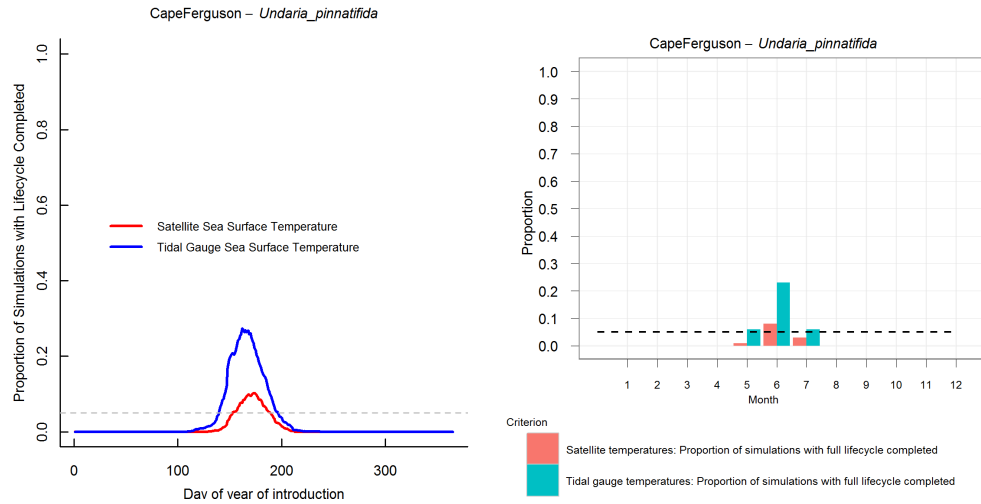 CapeFerguson – Undaria_pinnatifida
Proportion of Simulations with Lifecycle Completed
1.0
0.8
0.6
0.4
0.2
0.0
Satellite Sea Surface Temperature
Tidal Gauge Sea Surface Temperature
0 100 200 300
Day of year of introduction
CapeFerguson – Undaria_pinnatifida
Proportion
1.0
0.9
0.8
0.7
0.6
0.5
0.4
0.3
0.2
0.1
0.0
1 2 3 4 5 6 7 8 9 10 11 12
Month
Criterion
Satellite temperatures: Proportion of simulations with full lifecycle completed
Tidal gauge temperatures: Proportion of simulations with full lifecycle completed